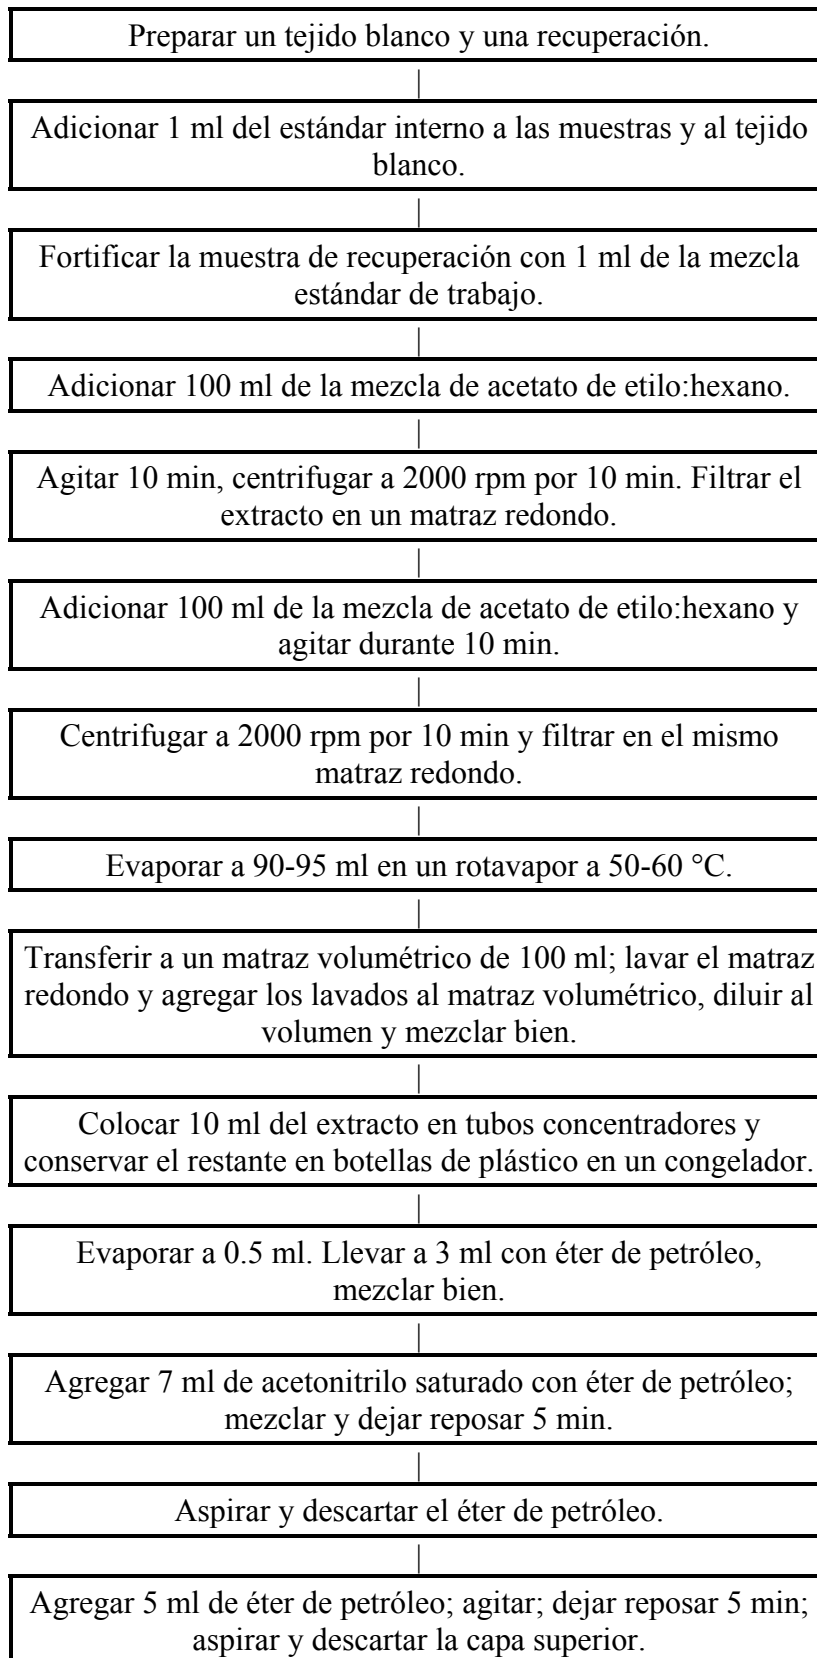 Preparar un tejido blanco y una recuperación.
Adicionar 1 ml del estándar interno a las muestras y al tejido
blanco.
Fortificar la muestra de recuperación con 1 ml de la mezcla
estándar de trabajo.
Adicionar 100 ml de la mezcla de acetato de etilo:hexano.
Agitar 10 min, centrifugar a 2000 rpm por 10 min. Filtrar el
extracto en un matraz redondo.
Adicionar 100 ml de la mezcla de acetato de etilo:hexano y
agitar durante 10 min.
Centrifugar a 2000 rpm por 10 min y filtrar en el mismo
matraz redondo.
Evaporar a 90-95 ml en un rotavapor a 50-60 °C.
Transferir a un matraz volumétrico de 100 ml; lavar el matraz
redondo y agregar los lavados al matraz volumétrico, diluir al
volumen y mezclar bien.
Colocar 10 ml del extracto en tubos concentradores y
conservar el restante en botellas de plástico en un congelador.
Evaporar a 0.5 ml. Llevar a 3 ml con éter de petróleo,
mezclar bien.
Agregar 7 ml de acetonitrilo saturado con éter de petróleo;
mezclar y dejar reposar 5 min.
Aspirar y descartar el éter de petróleo.
Agregar 5 ml de éter de petróleo; agitar; dejar reposar 5 min;
aspirar y descartar la capa superior.